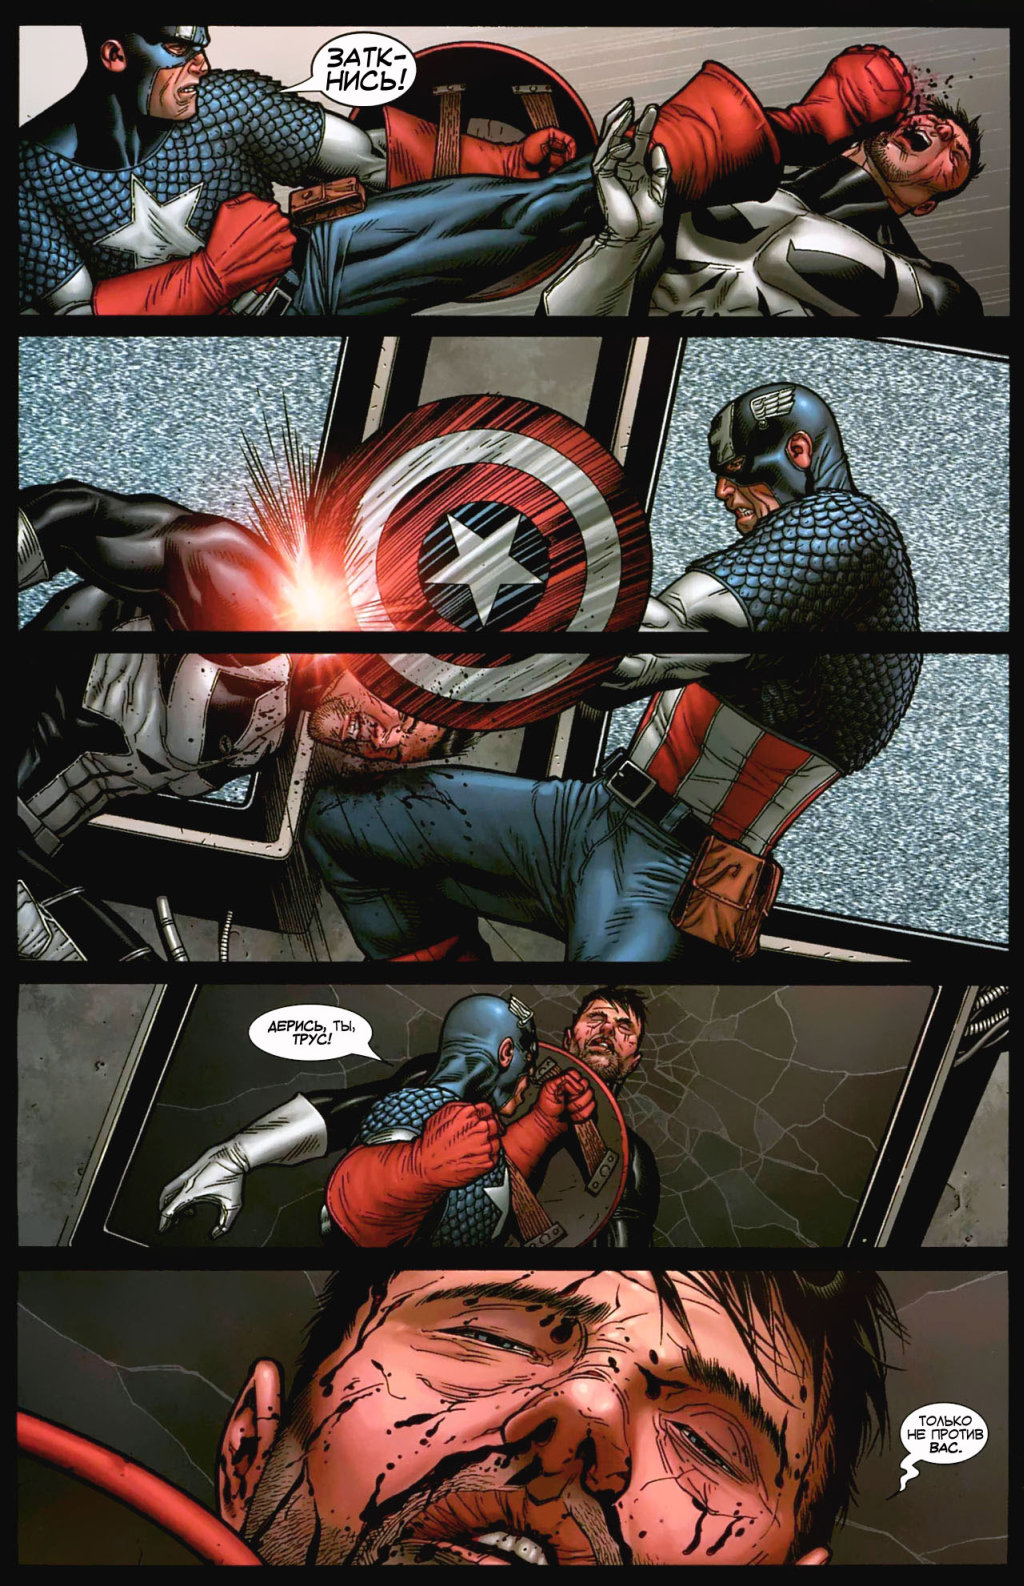 ЗАТК-
НИСЬ!
ДЕРИСЬ, ТЫ,
ТРУС!
ТОЛЬКО
НЕ ПРОТИВ
ВАС.